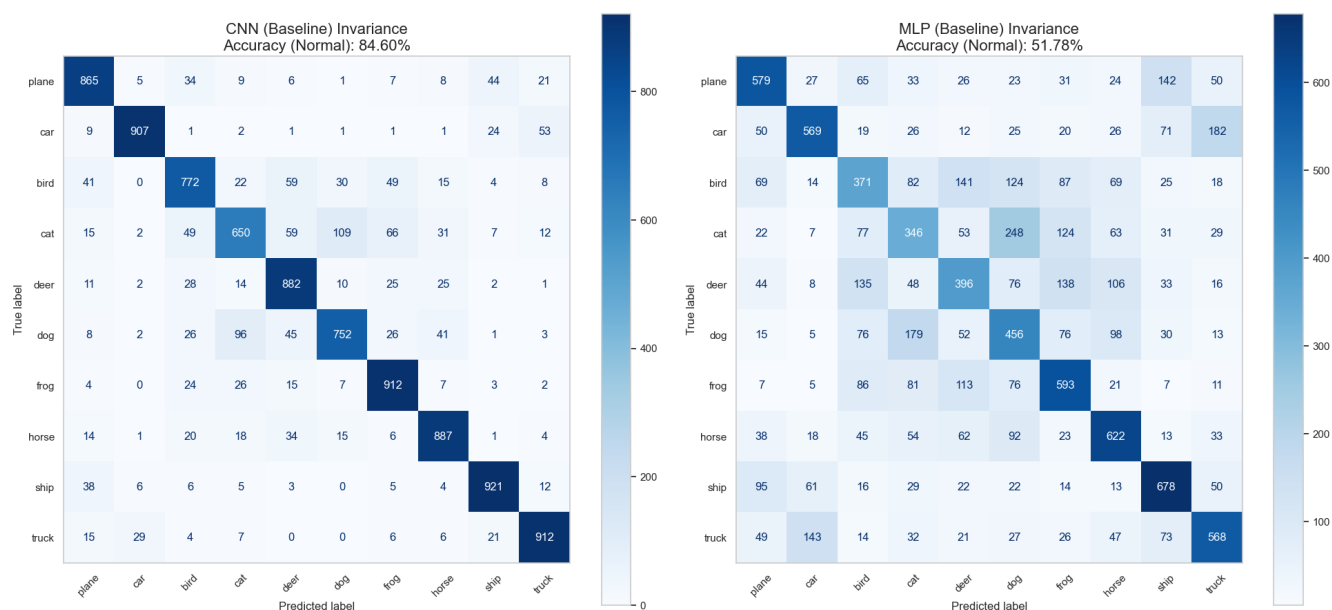 CNN (Baseline) Invariance
Accuracy (Normal): 84.60%
True label
plane 865 5 34 9 6 1 7 8 44 21
car 9 907 1 2 1 1 1 1 24 53
bird 41 0 772 22 59 30 49 15 4 8
cat 15 2 49 650 59 109 66 31 7 12
deer 11 2 28 14 882 10 25 25 2 1
dog 8 2 26 96 45 752 26 41 1 3
frog 4 0 24 26 15 7 912 7 3 2
horse 14 1 20 18 34 15 6 887 1 4
ship 38 6 6 5 3 0 5 4 921 12
truck 15 29 4 7 0 0 6 6 21 912
plane car bird cat deer dog frog horse ship truck
Predicted label
800
600
400
200
0
MLP (Baseline) Invariance
Accuracy (Normal): 51.78%
True label
plane 579 27 65 33 26 23 31 24 142 50
car 50 569 19 26 12 25 20 26 71 182
bird 69 14 371 82 141 124 87 69 25 18
cat 22 7 77 346 53 248 124 63 31 29
deer 44 8 135 48 396 76 138 106 33 16
dog 15 5 76 179 52 456 76 98 30 13
frog 7 5 86 81 113 76 593 21 7 11
horse 38 18 45 54 62 92 23 622 13 33
ship 95 61 16 29 22 22 14 13 678 50
truck 49 143 14 32 21 27 26 47 73 568
plane car bird cat deer dog frog horse ship truck
Predicted label
600
500
400
300
200
100